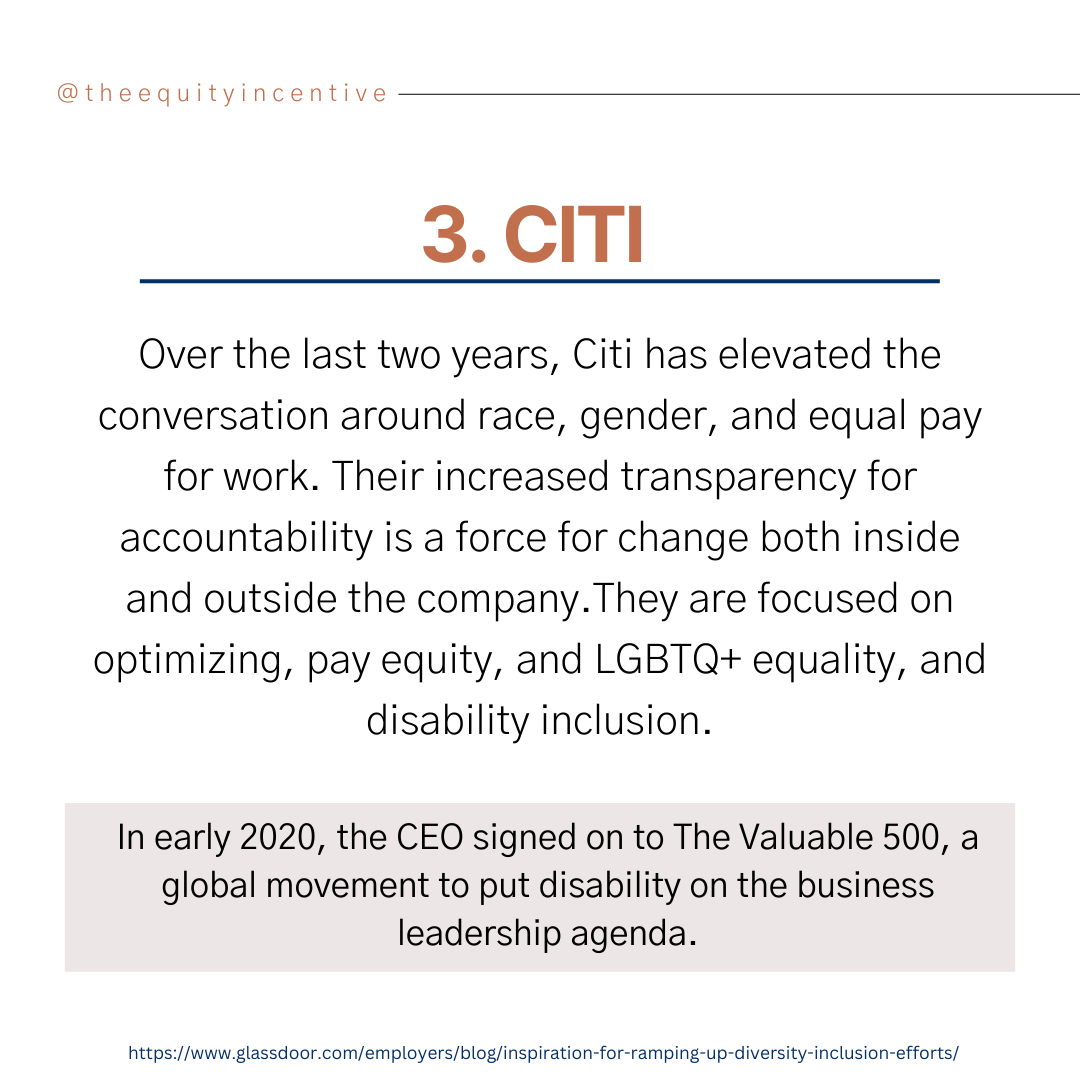 @theequityincentive
3. CITI
Over the last two years, Citi has elevated the
conversation around race, gender, and equal pay
for work. Their increased transparency for
accountability is a force for change both inside
and outside the company.They are focused on
optimizing, pay equity, and LGBTQ+ equality, and
disability inclusion.
In early 2020, the CEO signed on to The Valuable 500, a
global movement to put disability on the business
leadership agenda.
https://www.glassdoor.com/employers/blog/inspiration-for-ramping-up-diversity-inclusion-efforts/